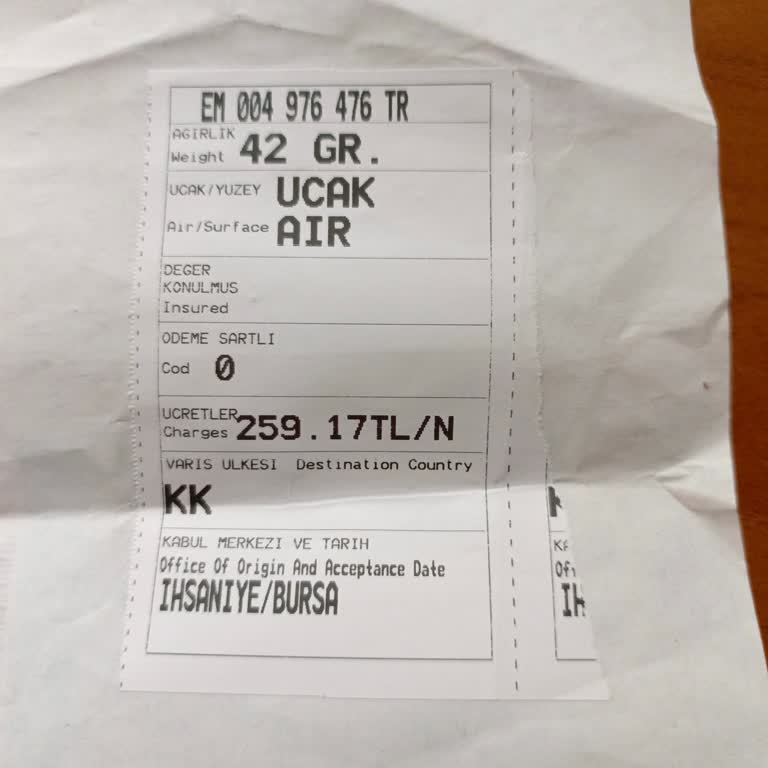 EM 004 976 476 TR
AGIRLIK
Weight 42 GR.
UCAK/YUZEY UCAK
Air/Surface AIR
DEGER
KONULMUS
Insured
ODEME SARTLI
Cod 0
UCRETLER
Charges 259.17TL/N
VARIS ULKESI Destination Country
KK
KABUL MERKEZI VE TARIH
Office Of Origin And Acceptance Date
IHSANIYE/BURSA